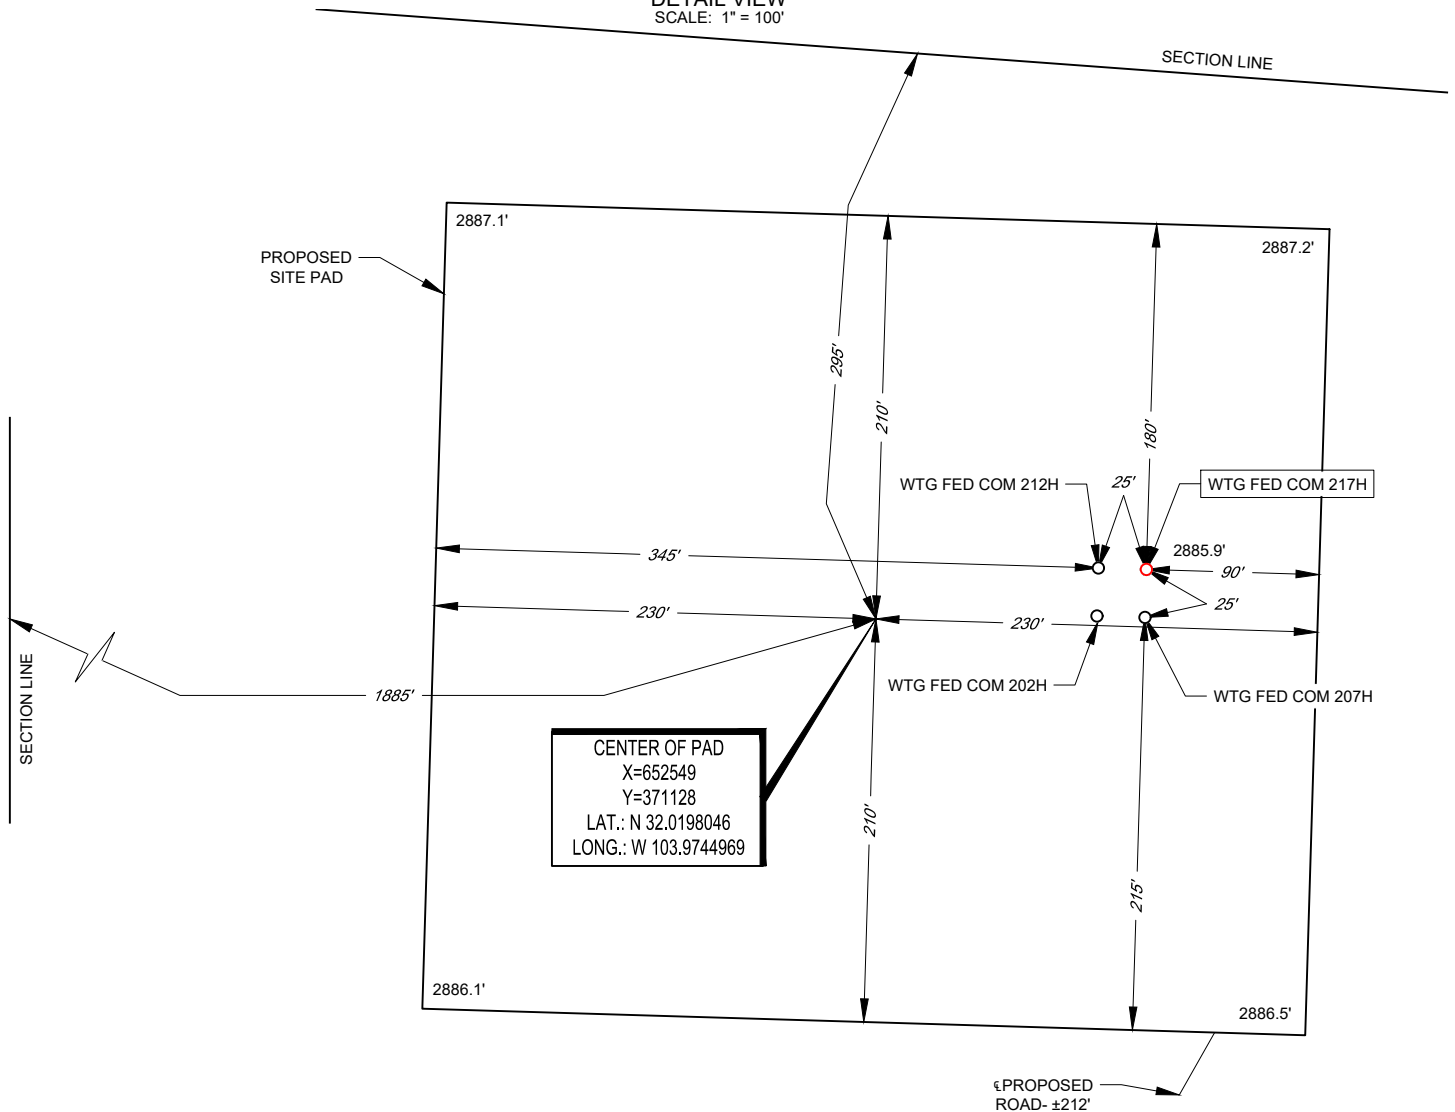 DETAIL VIEW
SCALE: 1" = 100'
SECTION LINE
2887.1'
2887.2'
PROPOSED
SITE PAD
295'
210'
180'
WTG FED COM 212H
25'
WTG FED COM 217H
345'
2885.9'
90'
230'
230'
25'
SECTION LINE
1885'
WTG FED COM 202H
WTG FED COM 207H
CENTER OF PAD
X=652549
Y=371128
LAT.: N 32.0198046
LONG.: W 103.9744969
210'
215'
2886.1'
2886.5'
℄PROPOSED
ROAD- ±212'